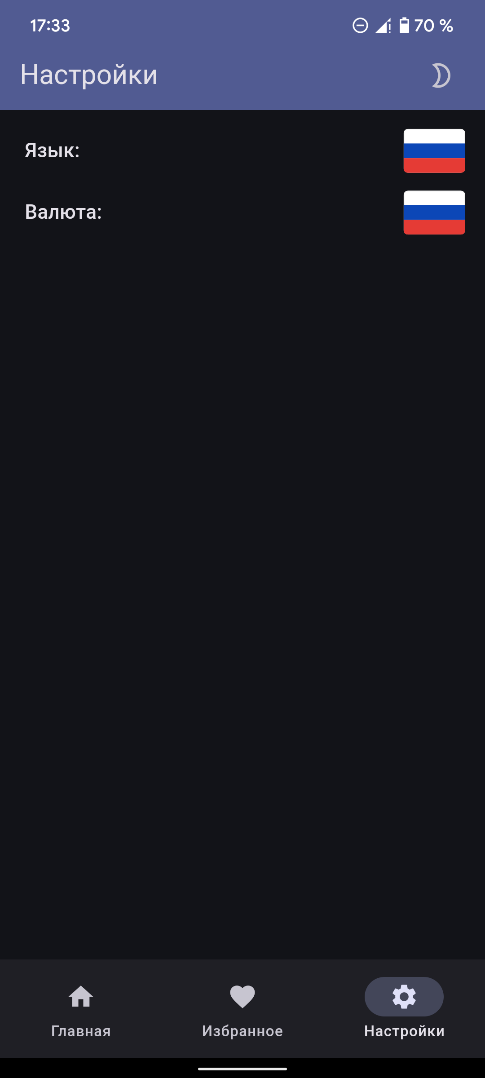 17:33
70 %
Настройки
Язык:
Валюта:
Главная
Избранное
Настройки